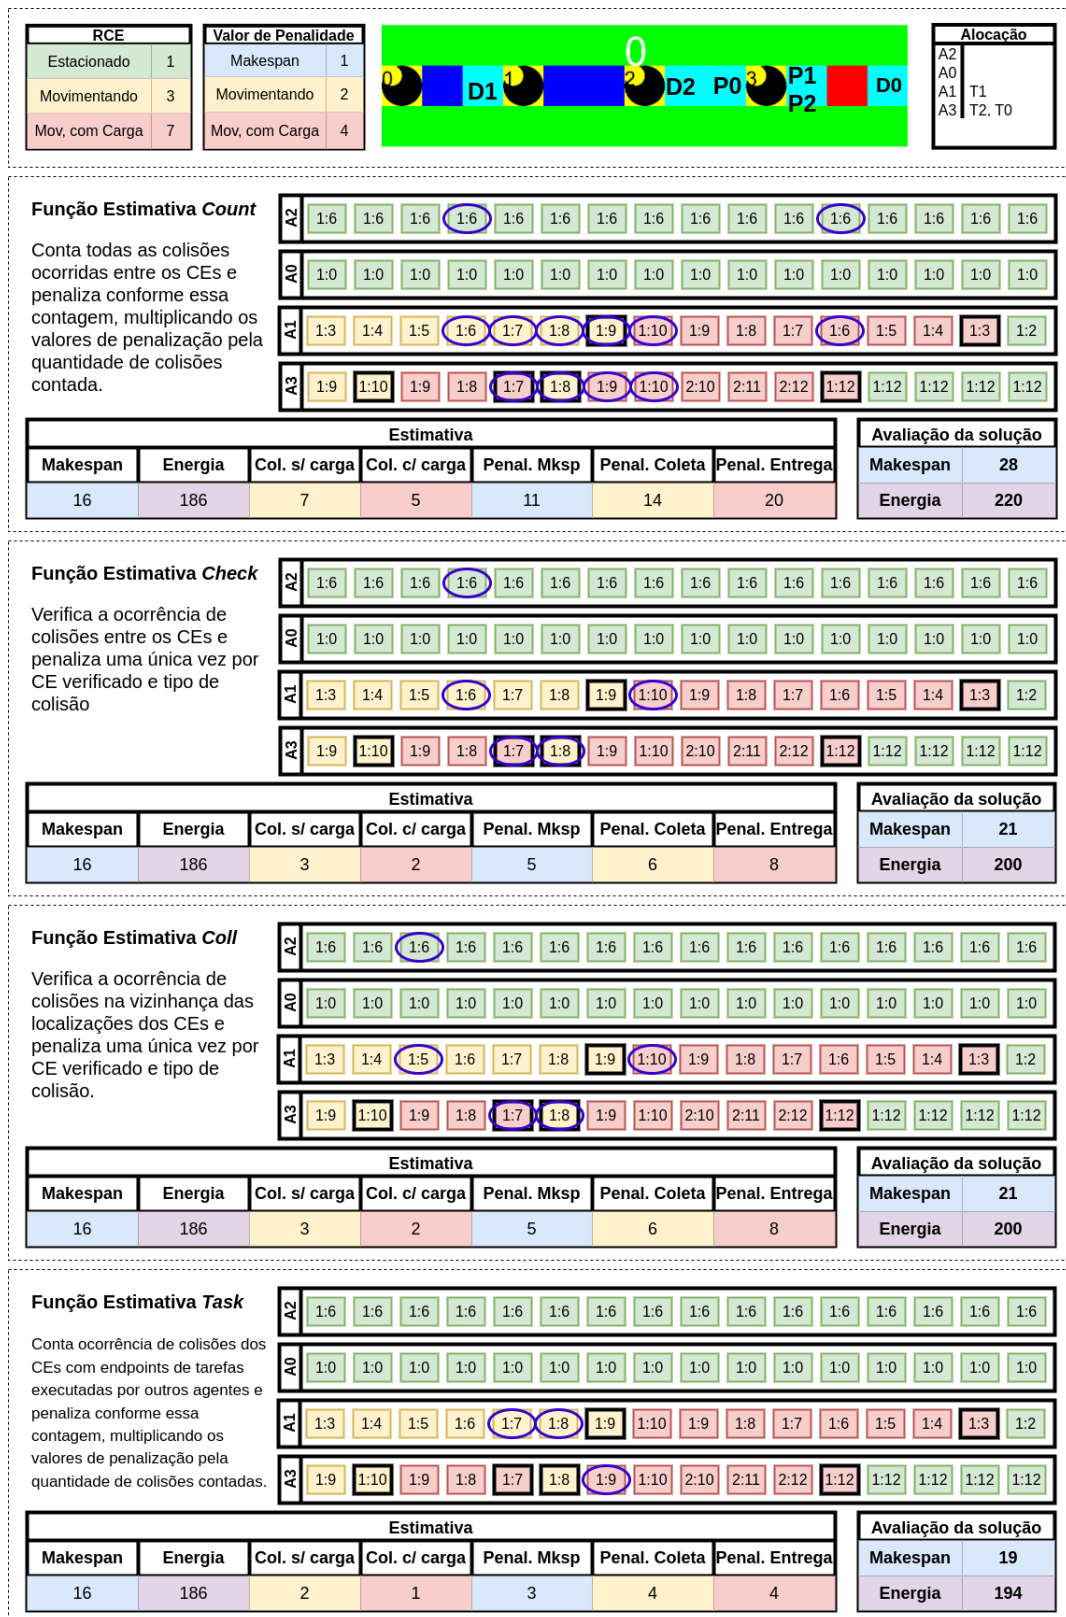 RCE
Estacionado 1
Movimentando 3
Mov, com Carga 7
Valor de Penalidade
Makespan 1
Movimentando 2
Mov, com Carga 4
0
0 D1 1 2 D2 P0 3 P1 D0
P2
Alocação
A2
A0
A1 T1
A3 T2, T0
Função Estimativa Count
Conta todas as colisões
ocorridas entre os CEs e
penaliza conforme essa
contagem, multiplicando os
valores de penalização pela
quantidade de colisões
contada.
A2 1:6 1:6 1:6 1:6 1:6 1:6 1:6 1:6 1:6 1:6 1:6 1:6 1:6 1:6 1:6 1:6
A0 1:0 1:0 1:0 1:0 1:0 1:0 1:0 1:0 1:0 1:0 1:0 1:0 1:0 1:0 1:0 1:0
A1 1:3 1:4 1:5 1:6 1:7 1:8 1:9 1:10 1:9 1:8 1:7 1:6 1:5 1:4 1:3 1:2
A3 1:9 1:10 1:9 1:8 1:7 1:8 1:9 1:10 2:10 2:11 2:12 1:12 1:12 1:12 1:12 1:12
Estimativa
Makespan Energia Col. s/ carga Col. c/ carga Penal. Mksp Penal. Coleta Penal. Entrega
16 186 7 5 11 14 20
Avaliação da solução
Makespan 28
Energia 220
Função Estimativa Check
Verifica a ocorrência de
colisões entre os CEs e
penaliza uma única vez por
CE verificado e tipo de
colisão
A2 1:6 1:6 1:6 1:6 1:6 1:6 1:6 1:6 1:6 1:6 1:6 1:6 1:6 1:6 1:6 1:6
A0 1:0 1:0 1:0 1:0 1:0 1:0 1:0 1:0 1:0 1:0 1:0 1:0 1:0 1:0 1:0 1:0
A1 1:3 1:4 1:5 1:6 1:7 1:8 1:9 1:10 1:9 1:8 1:7 1:6 1:5 1:4 1:3 1:2
A3 1:9 1:10 1:9 1:8 1:7 1:8 1:9 1:10 2:10 2:11 2:12 1:12 1:12 1:12 1:12 1:12
Estimativa
Makespan Energia Col. s/ carga Col. c/ carga Penal. Mksp Penal. Coleta Penal. Entrega
16 186 3 2 5 6 8
Avaliação da solução
Makespan 21
Energia 200
Função Estimativa Coll
Verifica a ocorrência de
colisões na vizinhança das
localizações dos CEs e
penaliza uma única vez por
CE verificado e tipo de
colisão.
A2 1:6 1:6 1:6 1:6 1:6 1:6 1:6 1:6 1:6 1:6 1:6 1:6 1:6 1:6 1:6 1:6
A0 1:0 1:0 1:0 1:0 1:0 1:0 1:0 1:0 1:0 1:0 1:0 1:0 1:0 1:0 1:0 1:0
A1 1:3 1:4 1:5 1:6 1:7 1:8 1:9 1:10 1:9 1:8 1:7 1:6 1:5 1:4 1:3 1:2
A3 1:9 1:10 1:9 1:8 1:7 1:8 1:9 1:10 2:10 2:11 2:12 1:12 1:12 1:12 1:12 1:12
Estimativa
Makespan Energia Col. s/ carga Col. c/ carga Penal. Mksp Penal. Coleta Penal. Entrega
16 186 3 2 5 6 8
Avaliação da solução
Makespan 21
Energia 200
Função Estimativa Task
Conta ocorrência de colisões dos
CEs com endpoints de tarefas
executadas por outros agentes e
penaliza conforme essa
contagem, multiplicando os
valores de penalização pela
quantidade de colisões contadas.
A2 1:6 1:6 1:6 1:6 1:6 1:6 1:6 1:6 1:6 1:6 1:6 1:6 1:6 1:6 1:6 1:6
A0 1:0 1:0 1:0 1:0 1:0 1:0 1:0 1:0 1:0 1:0 1:0 1:0 1:0 1:0 1:0 1:0
A1 1:3 1:4 1:5 1:6 1:7 1:8 1:9 1:10 1:9 1:8 1:7 1:6 1:5 1:4 1:3 1:2
A3 1:9 1:10 1:9 1:8 1:7 1:8 1:9 1:10 2:10 2:11 2:12 1:12 1:12 1:12 1:12 1:12
Estimativa
Makespan Energia Col. s/ carga Col. c/ carga Penal. Mksp Penal. Coleta Penal. Entrega
16 186 2 1 3 4 4
Avaliação da solução
Makespan 19
Energia 194